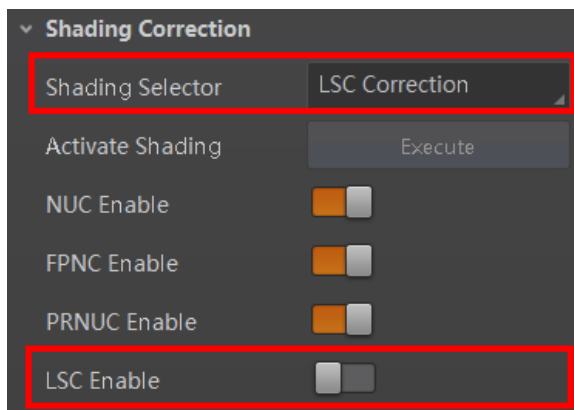 Shading Correction
Shading Selector LSC Correction
Activate Shading Execute
NUC Enable
FPNC Enable
PRNUC Enable
LSC Enable